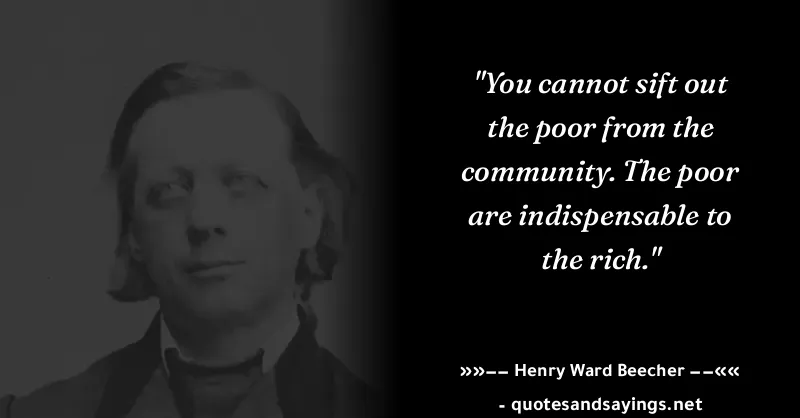 "You cannot sift out
the poor from the
community. The poor
are indispensable to
the rich."
»»–– Henry Ward Beecher ––««
- quotesandsayings.net